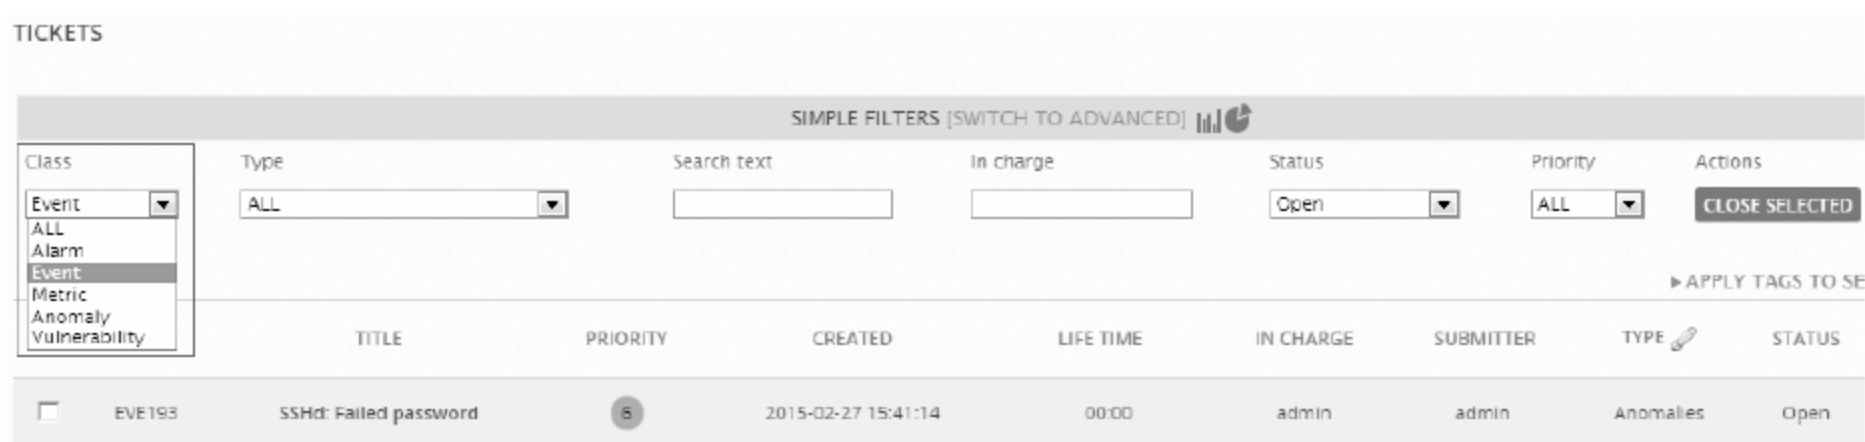 TICKETS
SIMPLE FILTERS [SWITCH TO ADVANCED]
Class Type Search text In charge Status Priority Actions
Event ALL Open ALL CLOSE SELECTED
ALL
Alarm
Event
Metric
Anomaly
Vulnerability
APPLY TAGS TO SE
TITLE PRIORITY CREATED LIFE TIME IN CHARGE SUBMITTER TYPE STATUS
EVE193 SSHd: Failed password 2015-02-27 15:41:14 00:00 admin admin Anomalies Open